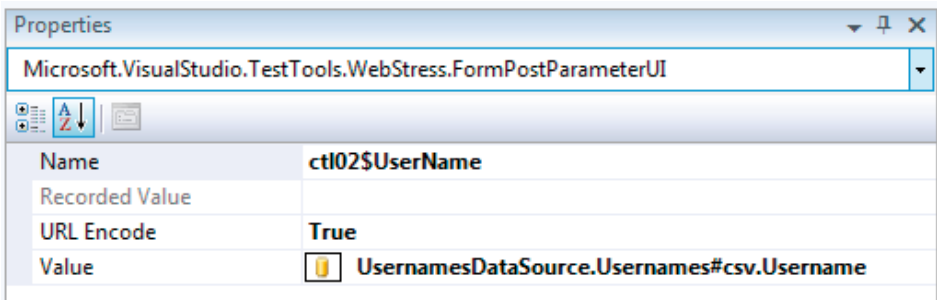 Properties
Microsoft.VisualStudio.TestTools.WebStress.FormPostParameterUI
A
Z
Name ctl02$UserName
Recorded Value
URL Encode True
Value UsernamesDataSource.Usernames#csv.Username